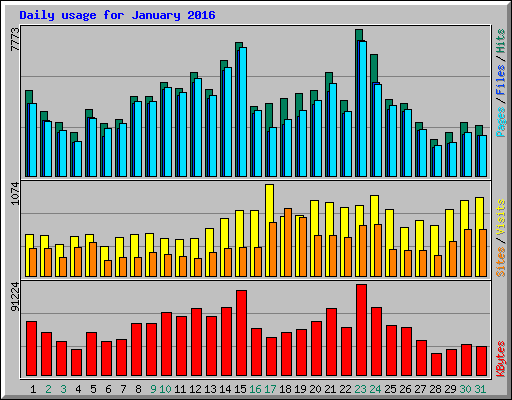 Daily usage for January 2016
7773
Pages / Files / Hits
1074
Sites / Visits
91224
KBytes
1 2 3 4 5 6 7 8 9 10 11 12 13 14 15 16 17 18 19 20 21 22 23 24 25 26 27 28 29 30 31